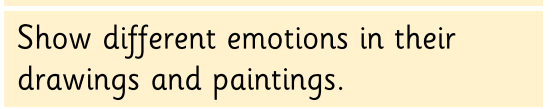 Show different emotions in their
drawings and paintings.